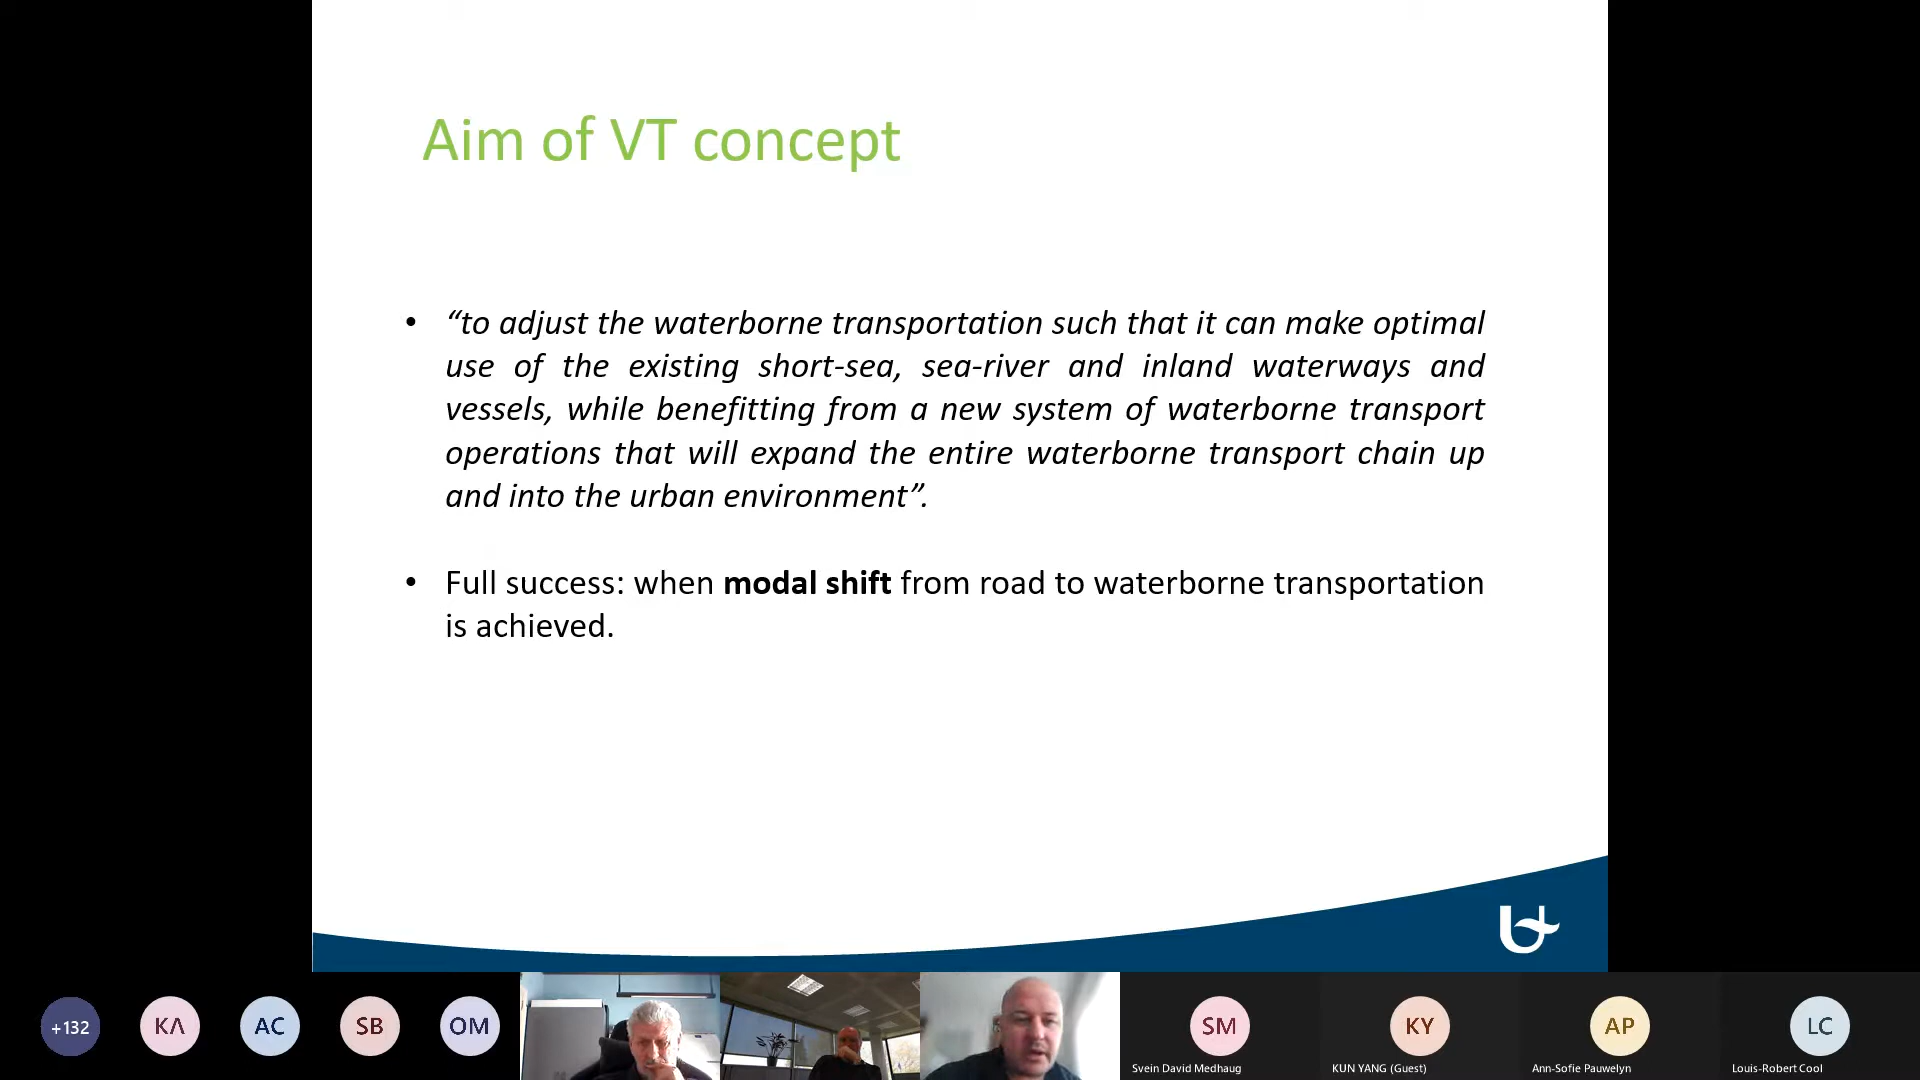 Aim of VT concept
• “to adjust the waterborne transportation such that it can make optimal
use of the existing short-sea, sea-river and inland waterways and
vessels, while benefitting from a new system of waterborne transport
operations that will expand the entire waterborne transport chain up
and into the urban environment”.
• Full success: when modal shift from road to waterborne transportation
is achieved.
+132
KΛ
AC
SB
OM
SM
KY
AP
LC
Svein David Medhaug
KUN YANG (Guest)
Ann-Sofie Pauwelyn
Louis-Robert Cool